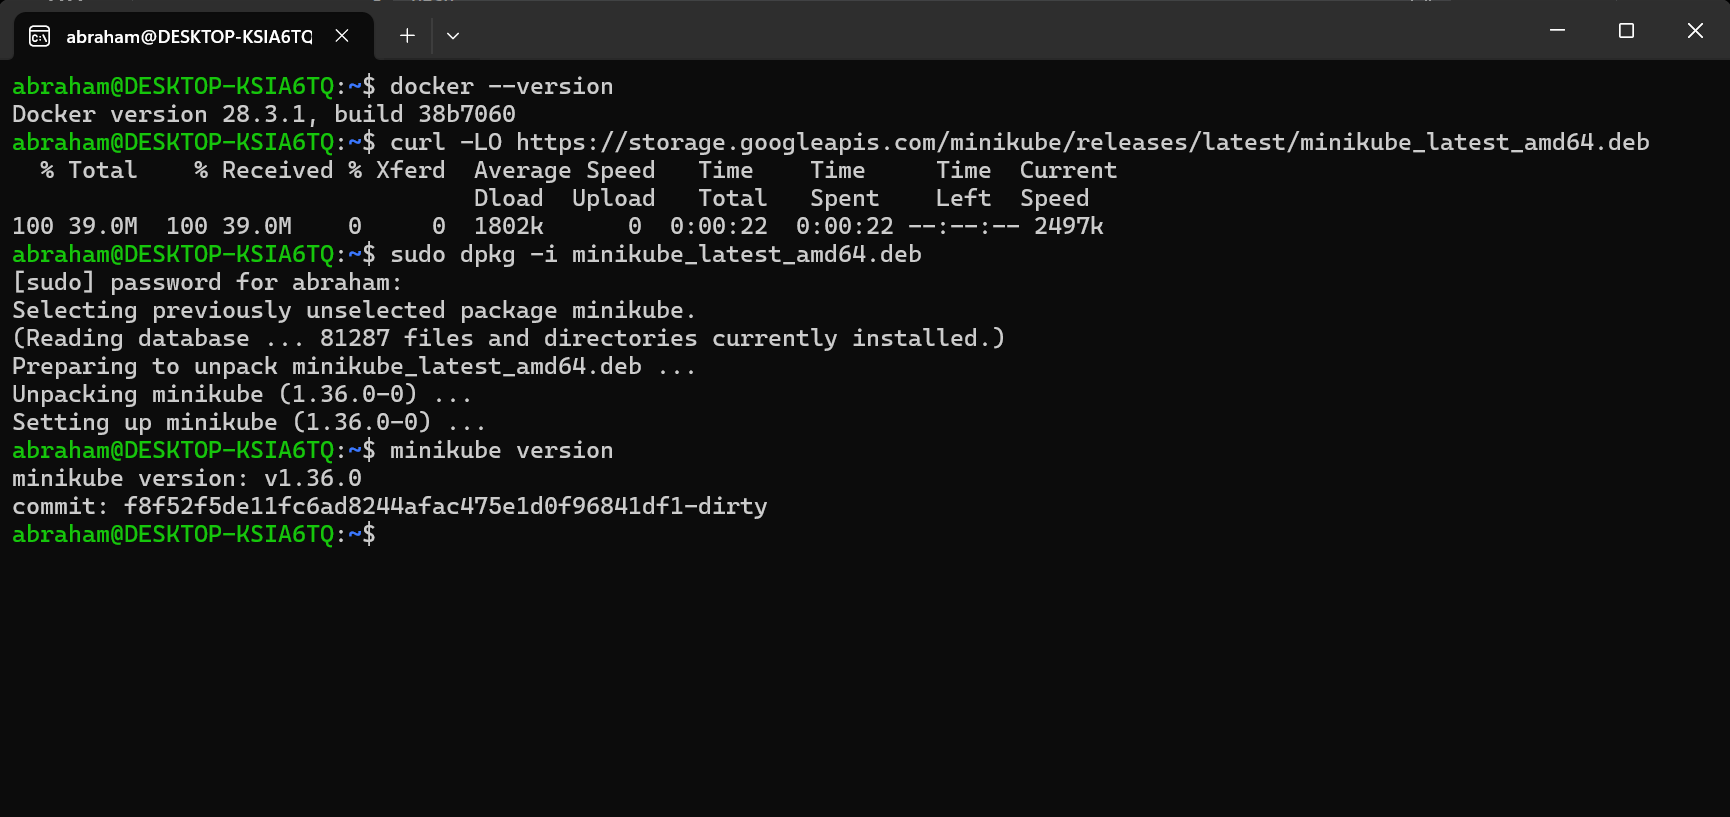 abraham@DESKTOP-KSIA6TQ
abraham@DESKTOP-KSIA6TQ:~$ docker --version
Docker version 28.3.1, build 38b7060
abraham@DESKTOP-KSIA6TQ:~$ curl -LO https://storage.googleapis.com/minikube/releases/latest/minikube_latest_amd64.deb
  % Total    % Received % Xferd  Average Speed   Time    Time     Time  Current
                                 Dload  Upload   Total   Spent    Left  Speed
100 39.0M  100 39.0M    0     0  1802k      0  0:00:22  0:00:22 --:--:-- 2497k
abraham@DESKTOP-KSIA6TQ:~$ sudo dpkg -i minikube_latest_amd64.deb
[sudo] password for abraham:
Selecting previously unselected package minikube.
(Reading database ... 81287 files and directories currently installed.)
Preparing to unpack minikube_latest_amd64.deb ...
Unpacking minikube (1.36.0-0) ...
Setting up minikube (1.36.0-0) ...
abraham@DESKTOP-KSIA6TQ:~$ minikube version
minikube version: v1.36.0
commit: f8f52f5de11fc6ad8244afac475e1d0f96841df1-dirty
abraham@DESKTOP-KSIA6TQ:~$